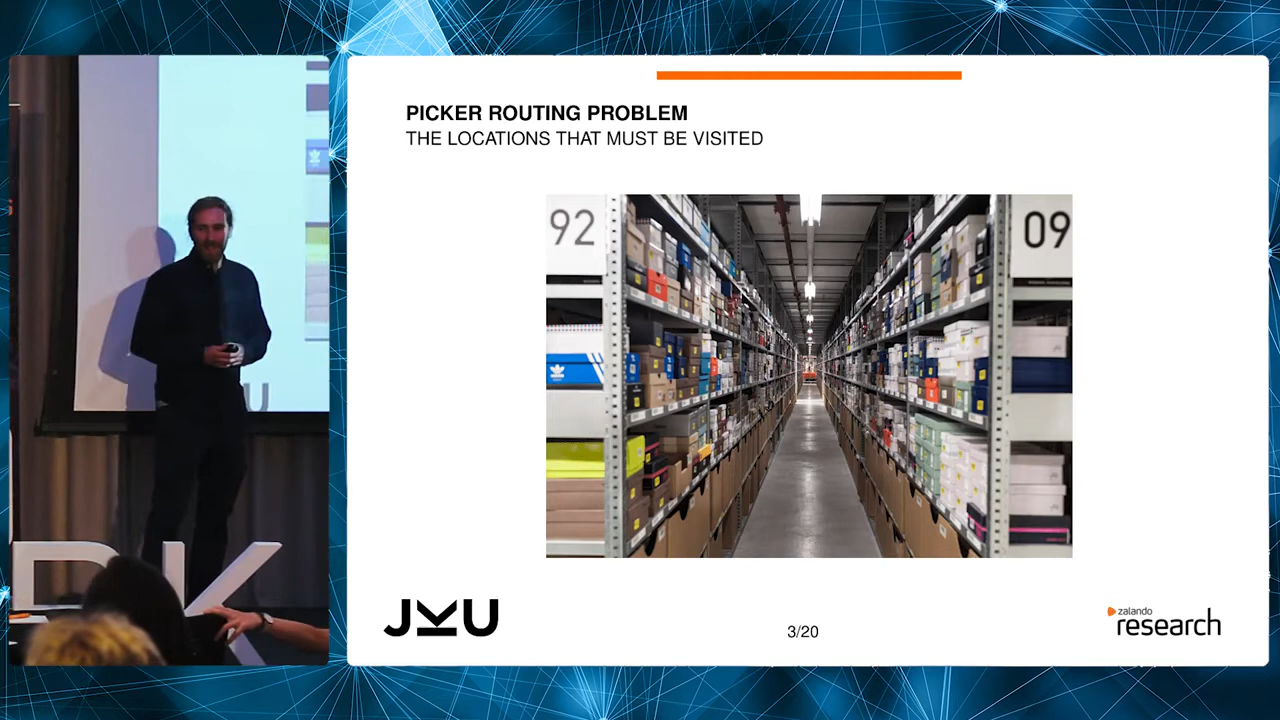 PICKER ROUTING PROBLEM
THE LOCATIONS THAT MUST BE VISITED
92
09
JKU
3/20
zalando
research